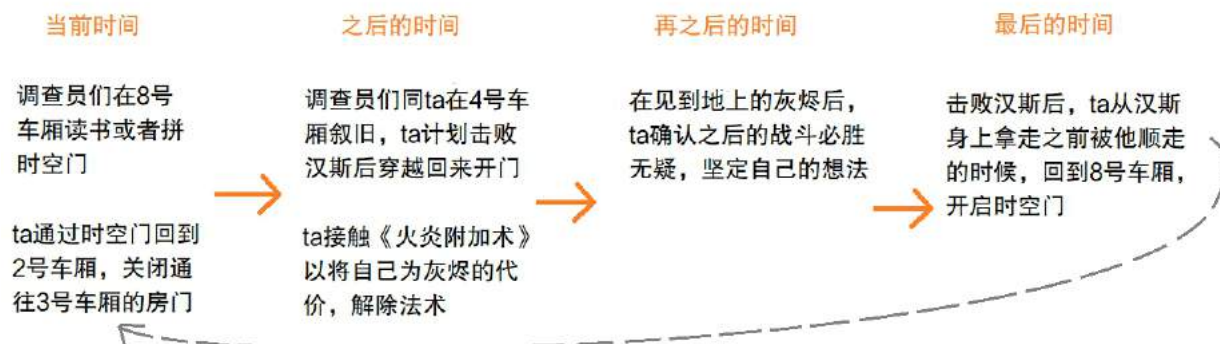 当前时间
之后的时间
再之后的时间
最后的时间
调查员们在8号
车厢读书或者拼
时空门
ta通过时空门回到
2号车厢，关闭通
往3号车厢的房门
调查员们同ta在4号车
厢叙旧，ta计划击败
汉斯后穿越回来开门
ta接触《火炎附加术》
以将自己为灰烬的代
价，解除法术
在见到地上的灰烬后，
ta确认之后的战斗必胜
无疑，坚定自己的想法
击败汉斯后，ta从汉斯
身上拿走之前被他顺走
的时候，回到8号车厢，
开启时空门